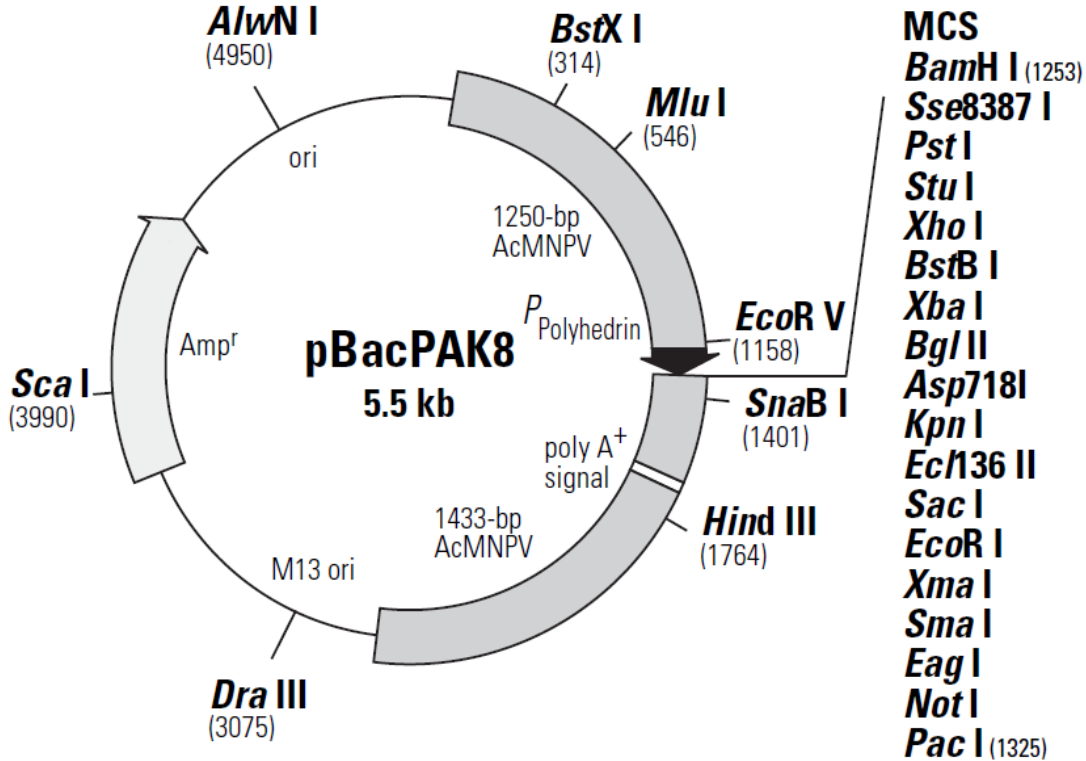 AlwN I
(4950)
BstX I
(314)
Mlu I
(546)
ori
1250-bp
AcMNPV
P Polyhedrin
EcoR V
(1158)
Ampʳ
pBacPAK8
5.5 kb
Sca I
(3990)
SnaB I
(1401)
poly A⁺
signal
Hind III
(1764)
1433-bp
AcMNPV
M13 ori
Dra III
(3075)
MCS
BamH I (1253)
Sse8387 I
Pst I
Stu I
Xho I
BstB I
Xba I
Bgl II
Asp718I
Kpn I
Ecl136 II
Sac I
EcoR I
Xma I
Sma I
Eag I
Not I
Pac I (1325)